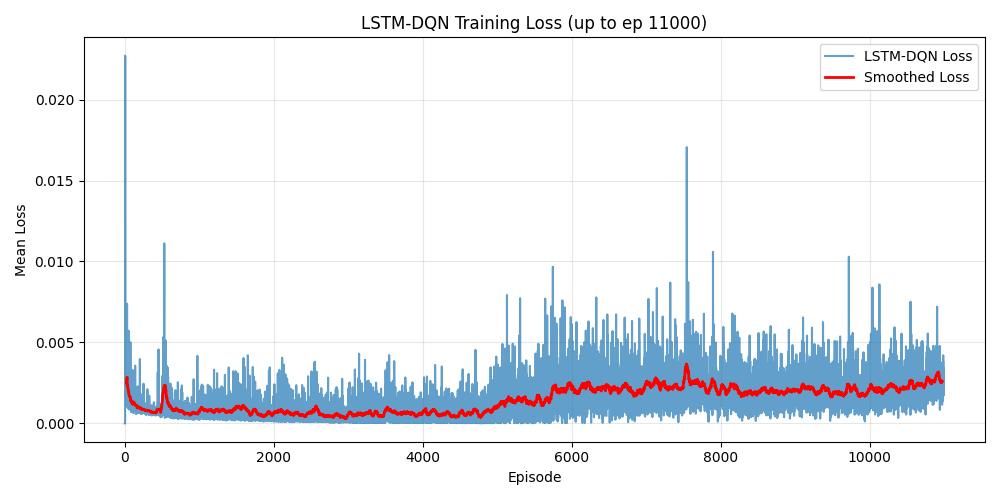 LSTM-DQN Training Loss (up to ep 11000)
LSTM-DQN Loss
Smoothed Loss
Mean Loss
0.020
0.015
0.010
0.005
0.000
0
2000
4000
6000
8000
10000
Episode